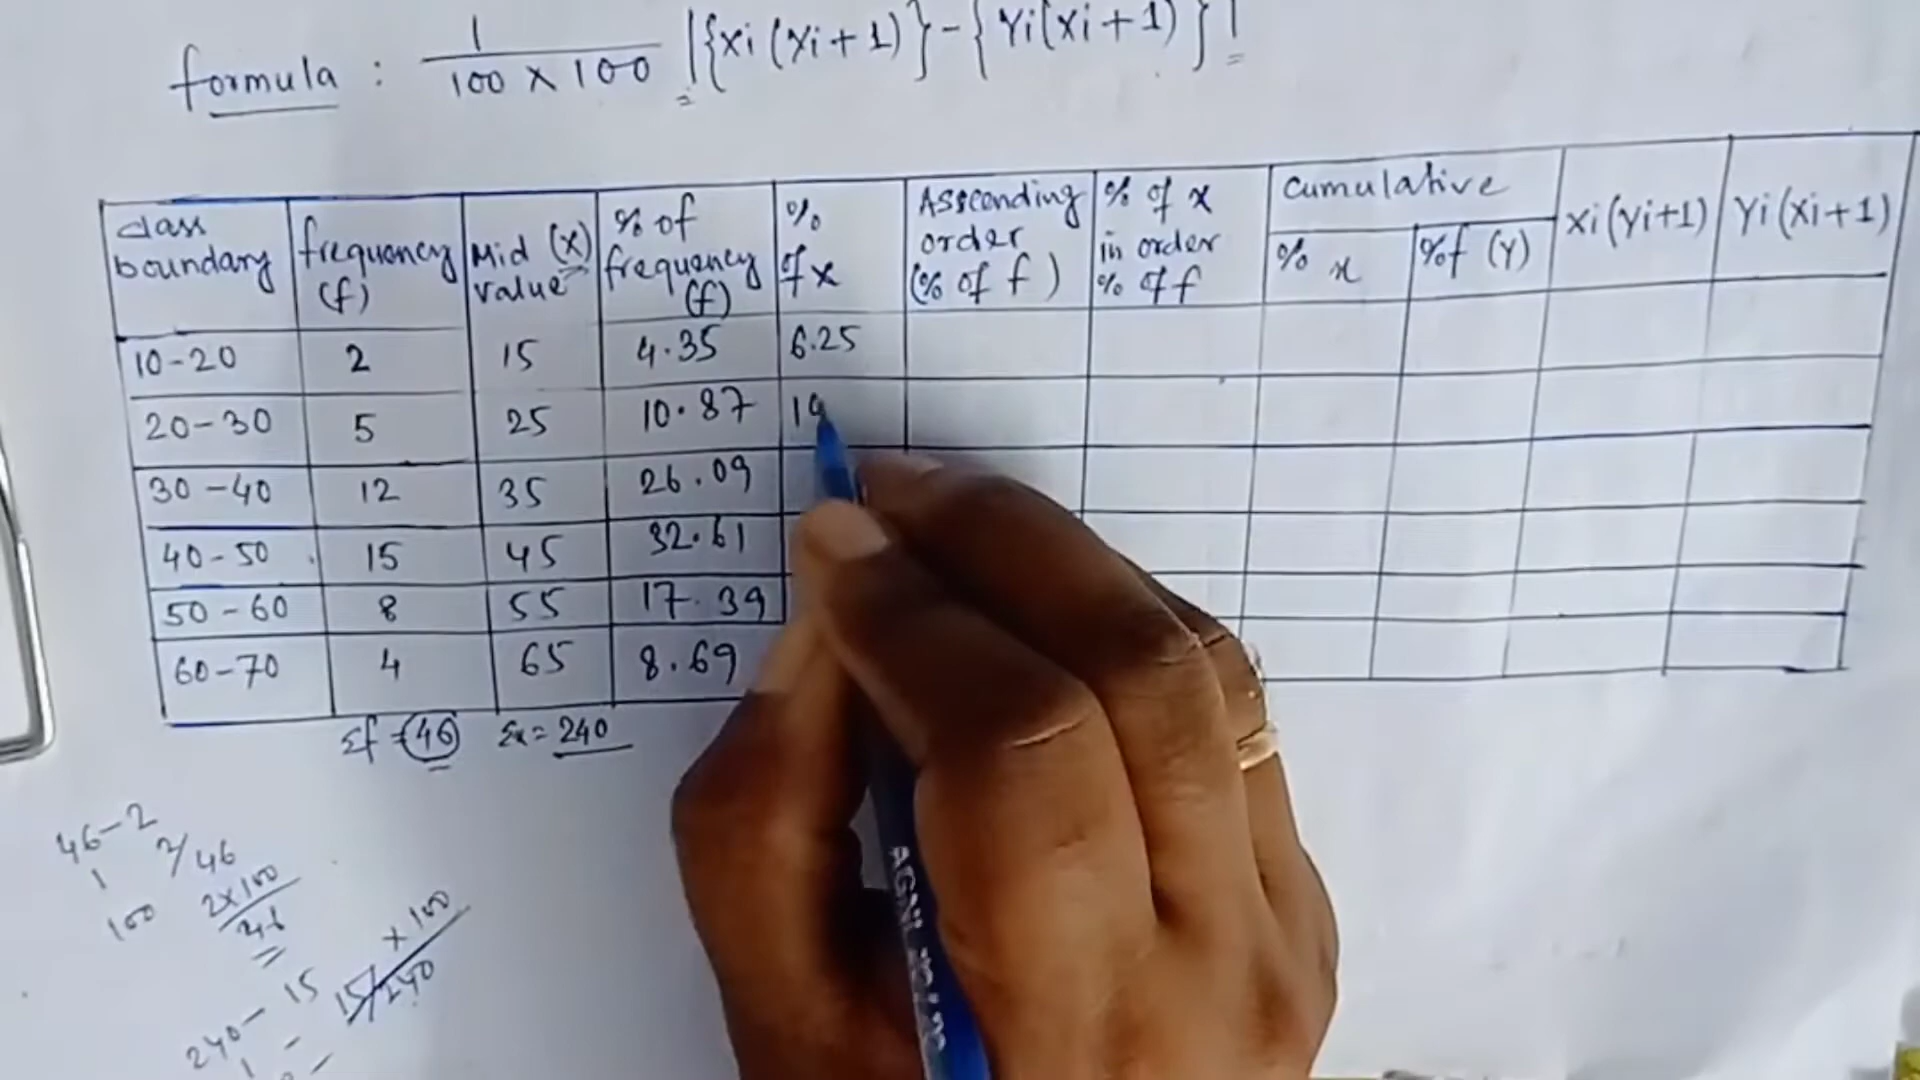 formula : 1 / 100 X 100 |{xi (Yi + 1)} - { Yi(xi + 1) }|
class boundary | frequency (f) | Mid (X) value | % of frequency (f) | % of x | Asscending order (% of f ) | % of x in order % of f | cumulative | xi (Yi+1) | Yi (xi+1)
% x | % f (Y)
10-20 | 2 | 15 | 4.35 | 6.25
20-30 | 5 | 25 | 10.87 | 10
30-40 | 12 | 35 | 26.09
40-50 | 15 | 45 | 32.61
50-60 | 8 | 55 | 17.39
60-70 | 4 | 65 | 8.69
Σf = 46 Σx = 240
46-2
1 2/46
100 2x100
46
x 100
240 - 15 15/240
1 -
AGNI